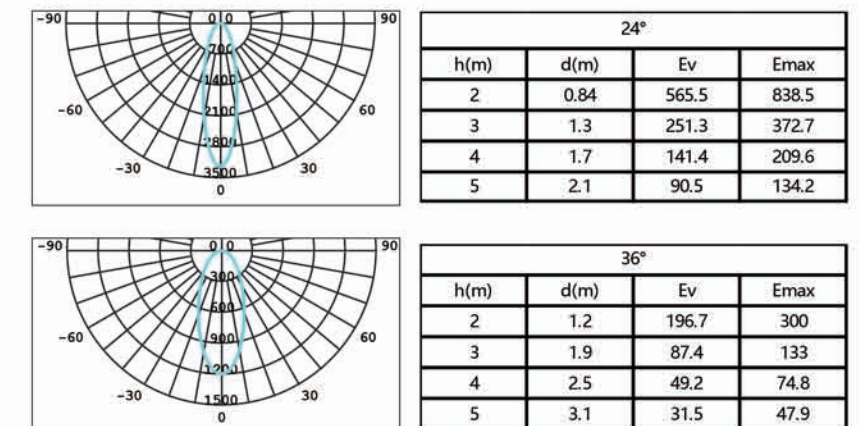 -90 0 0 90
700
1400
-60 2100 60
2800
-30 3500 30
0
24°
h(m) d(m) Ev Emax
2 0.84 565.5 838.5
3 1.3 251.3 372.7
4 1.7 141.4 209.6
5 2.1 90.5 134.2
-90 0 0 90
300
600
-60 900 60
1200
-30 1500 30
0
36°
h(m) d(m) Ev Emax
2 1.2 196.7 300
3 1.9 87.4 133
4 2.5 49.2 74.8
5 3.1 31.5 47.9